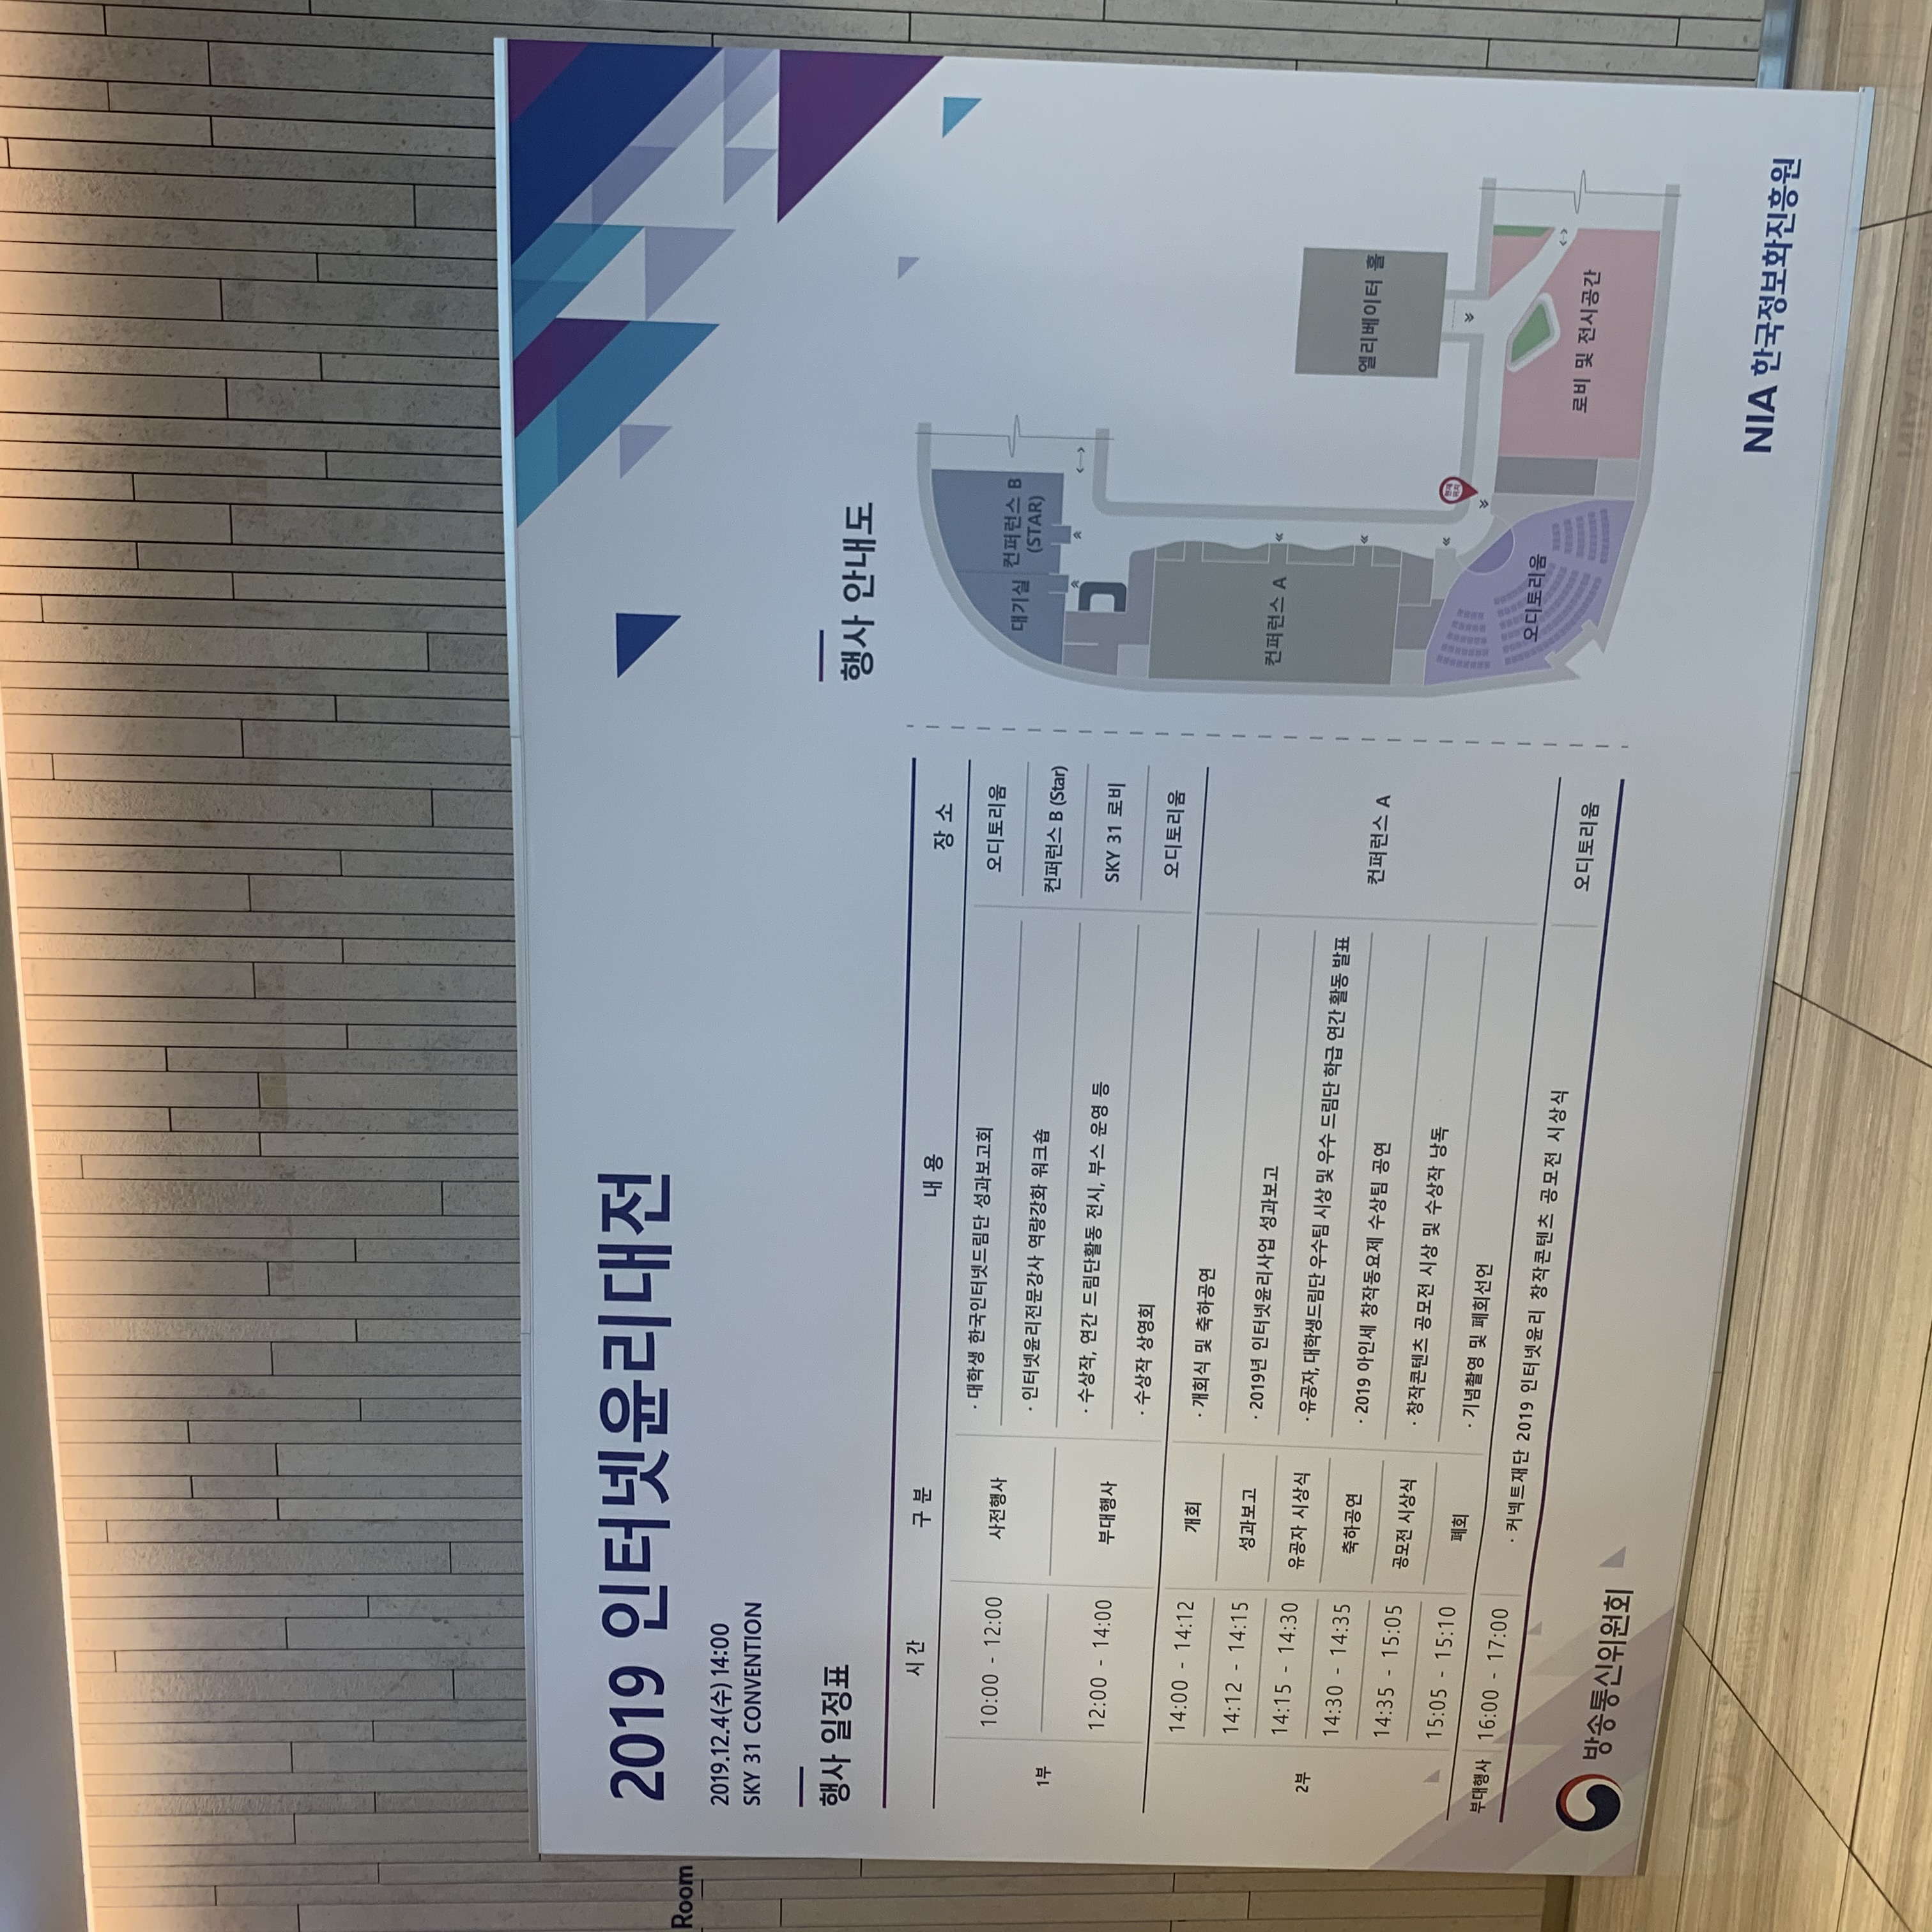 Room
2019 인터넷윤리대전
2019.12.4(수) 14:00
SKY 31 CONVENTION
행사 일정표
시 간 구 분 내 용 장 소
1부
10:00 - 12:00 사전행사 · 대학생 한국인터넷드림단 성과보고회 오디토리움
· 인터넷윤리전문강사 역량강화 워크숍 컨퍼런스 B (Star)
12:00 - 14:00 부대행사 · 수상작, 연간 드림단활동 전시, 부스 운영 등 SKY 31 로비
· 수상작 상영회 오디토리움
2부
14:00 - 14:12 개회 · 개회식 및 축하공연
14:12 - 14:15 성과보고 · 2019년 인터넷윤리사업 성과보고
14:15 - 14:30 유공자 시상식 · 유공자, 대학생드림단 우수팀 시상 및 우수 드림단 학급 연간 활동 발표
14:30 - 14:35 축하공연 · 2019 아인세 창작동요제 수상팀 공연 컨퍼런스 A
14:35 - 15:05 공모전 시상식 · 창작콘텐츠 공모전 시상 및 수상작 낭독
15:05 - 15:10 폐회 · 기념촬영 및 폐회선언
부대행사 16:00 - 17:00 · 커넥트재단 2019 인터넷윤리 창작콘텐츠 공모전 시상식 오디토리움
방송통신위원회
행사 안내도
대기실
컨퍼런스 B
(STAR)
컨퍼런스 A
엘리베이터 홀
현재
위치
오디토리움
로비 및 전시공간
NIA 한국정보화진흥원